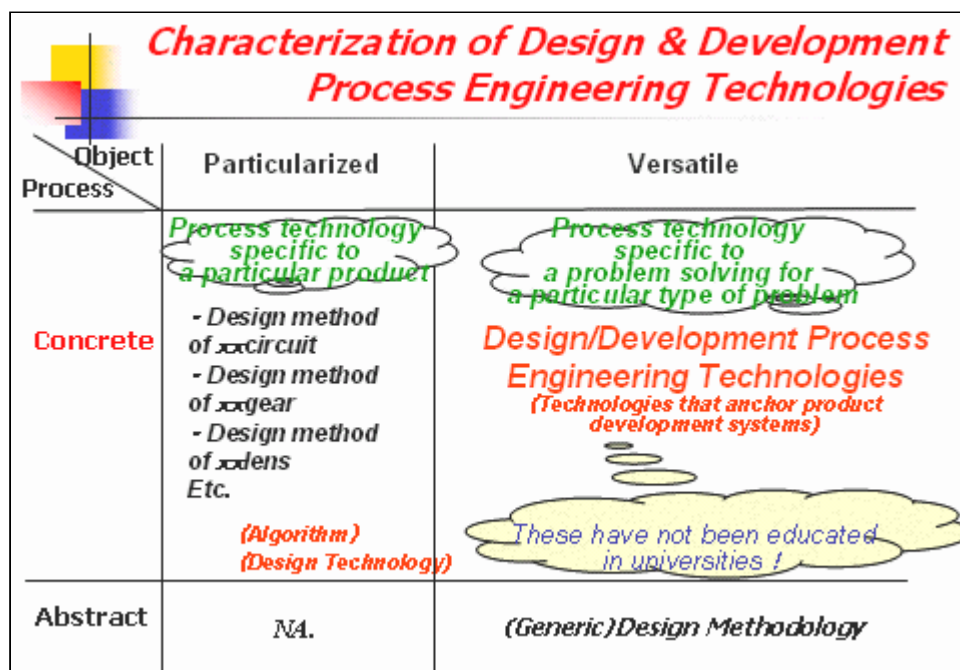 Characterization of Design & Development
Process Engineering Technologies
Object
Process
Particularized
Versatile
Concrete
Process technology
specific to
a particular product
- Design method
of xxcircuit
- Design method
of xxgear
- Design method
of xxlens
Etc.
(Algorithm)
(Design Technology)
Process technology
specific to
a problem solving for
a particular type of problem
Design/Development Process
Engineering Technologies
(Technologies that anchor product
development systems)
These have not been educated
in universities !
Abstract
NA.
(Generic)Design Methodology